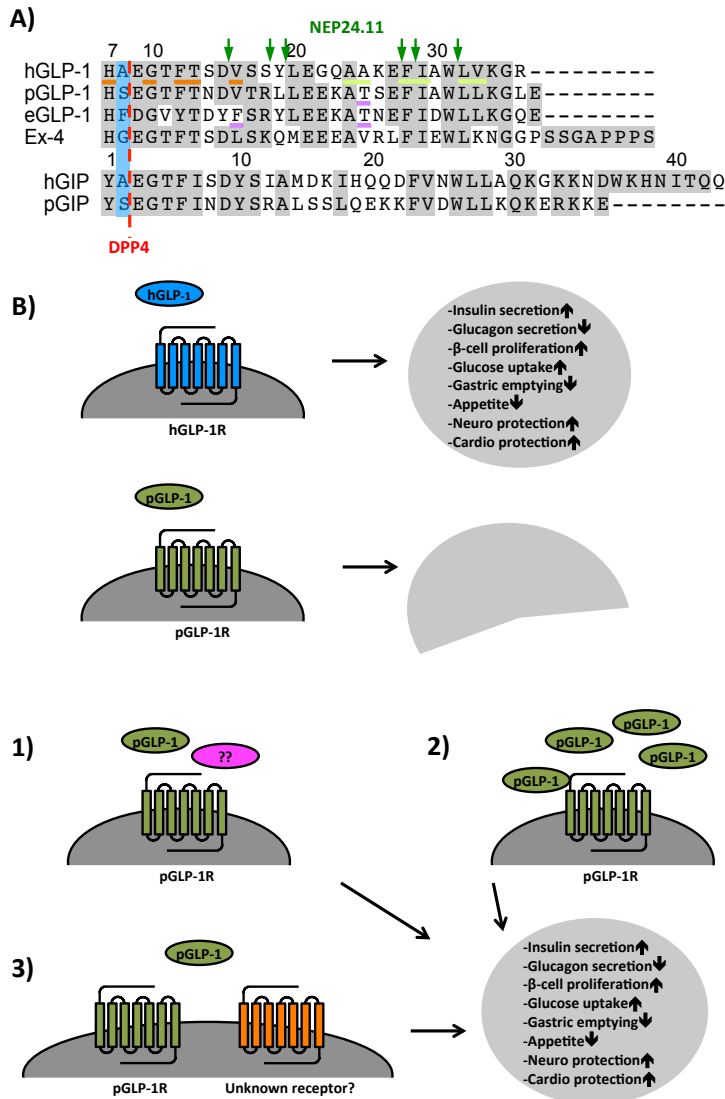 A)
NEP24.11
7 10 20 30
hGLP-1 HAEGTFTSDVSSYLEGQAAKEFIAWLVKGR---------
pGLP-1 HSEGTFTNDVTRLLEEKATSEFIAWLLKGLE--------
eGLP-1 HFDGVYTDYFSRYLEEKATNEFIDWLLKGQE--------
Ex-4 HGEGTFTSDLSKQMEEEAVRLFIEWLKNGGPSSGAPPPS
1 10 20 30 40
hGIP YAEGTFISDYSIAMDKIHQQDFVNWLLAQKGKKNDWKHNITQQ
pGIP YSEGTFINDYSRALSSLQEKKFVDWLLKQKERKKE--------
DPP4
B)
hGLP-1
hGLP-1R
-Insulin secretion
-Glucagon secretion
-β-cell proliferation
-Glucose uptake
-Gastric emptying
-Appetite
-Neuro protection
-Cardio protection
pGLP-1
pGLP-1R
1)
pGLP-1
??
pGLP-1R
2)
pGLP-1
pGLP-1
pGLP-1
pGLP-1
pGLP-1R
3)
pGLP-1
pGLP-1R
Unknown receptor?
-Insulin secretion
-Glucagon secretion
-β-cell proliferation
-Glucose uptake
-Gastric emptying
-Appetite
-Neuro protection
-Cardio protection